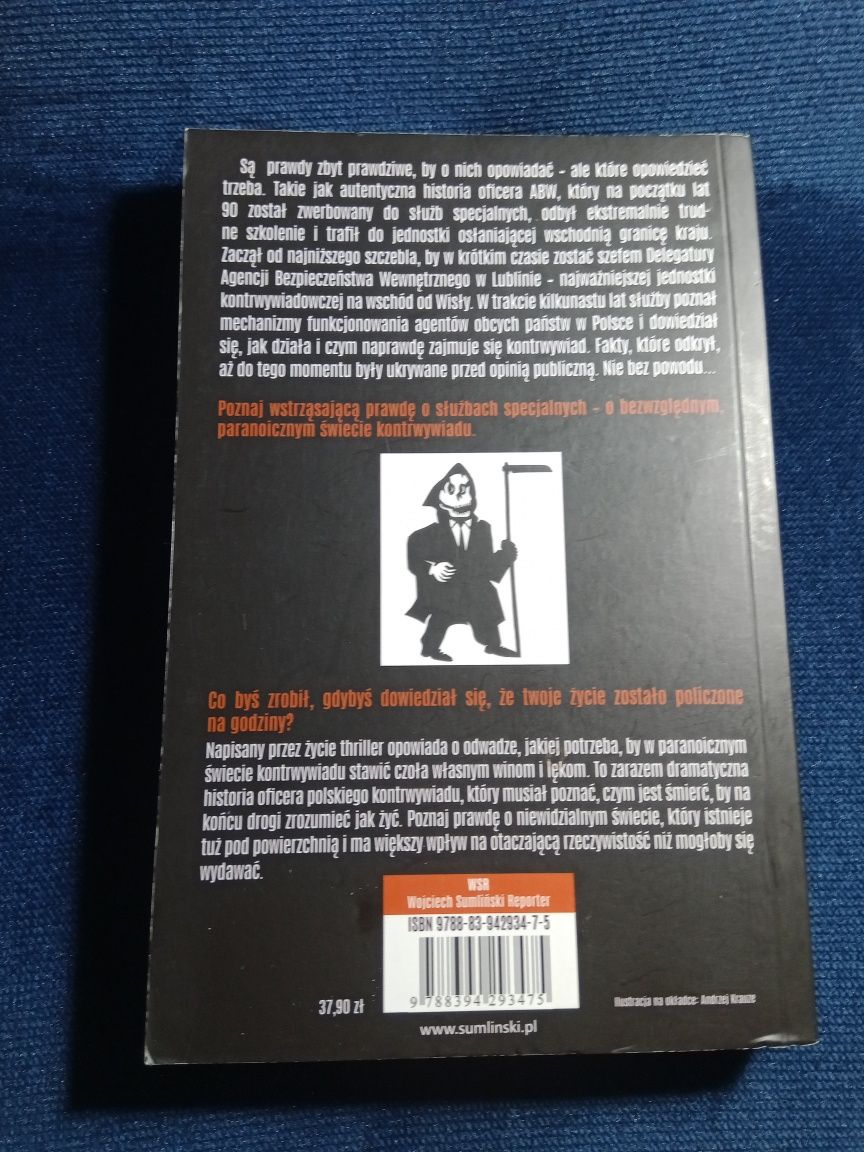 Są prawdy zbyt prawdziwe, by o nich opowiadać - ale które opowiedzieć
trzeba. Takie jak autentyczna historia oficera ABW, który na początku lat
90 został zwerbowany do służb specjalnych, odbył ekstremalnie trud-
ne szkolenie i trafił do jednostki osłaniającej wschodnią granicę kraju.
Zaczął od najniższego szczebla, by w krótkim czasie zostać szefem Delegatury
Agencji Bezpieczeństwa Wewnętrznego w Lublinie - najważniejszej jednostki
kontrwywiadowczej na wschód od Wisły. W trakcie kilkunastu lat służby poznał
mechanizmy funkcjonowania agentów obcych państw w Polsce i dowiedział
się, jak działa i czym naprawdę zajmuje się kontrwywiad. Fakty, które odkrył,
aż do tego momentu były ukrywane przed opinią publiczną. Nie bez powodu...
Poznaj wstrząsającą prawdę o służbach specjalnych - o bezwzględnym,
paranoicznym świecie kontrwywiadu.
Co byś zrobił, gdybyś dowiedział się, że twoje życie zostało policzone
na godziny?
Napisany przez życie thriller opowiada o odwadze, jakiej potrzeba, by w paranoicznym
świecie kontrwywiadu stawić czoła własnym winom i lękom. To zarazem dramatyczna
historia oficera polskiego kontrwywiadu, który musiał poznać, czym jest śmierć, by na
końcu drogi zrozumieć jak żyć. Poznaj prawdę o niewidzialnym świecie, który istnieje
tuż pod powierzchnią i ma większy wpływ na otaczającą rzeczywistość niż mogłoby się
wydawać.
WSR
Wojciech Sumliński Reporter
ISBN 9788-83-942934-7-5
9 788394 293475
37,90 zł
Ilustracja na okładce: Andrzej Krauze
www.sumlinski.pl